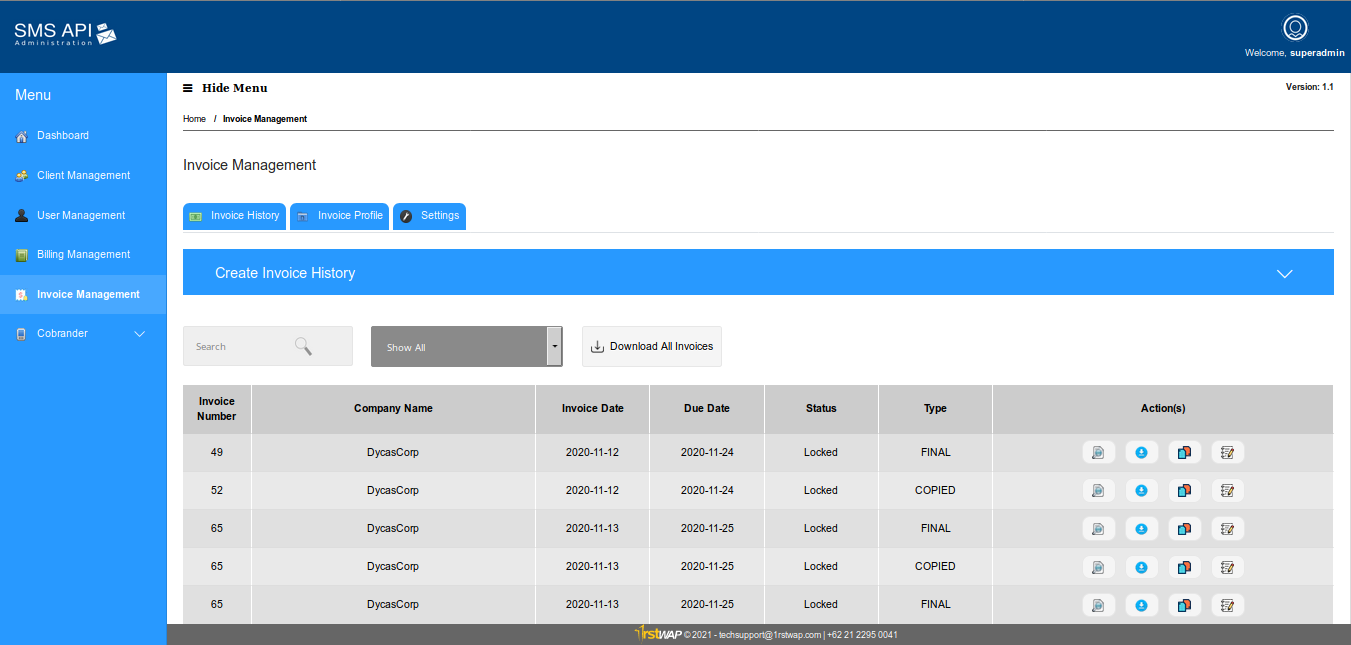 SMS API
Administration
Welcome, superadmin
Menu
Dashboard
Client Management
User Management
Billing Management
Invoice Management
Cobrander
Hide Menu
Version: 1.1
Home / Invoice Management
Invoice Management
Invoice History
Invoice Profile
Settings
Create Invoice History
Search
Show All
Download All Invoices
Invoice Number Company Name Invoice Date Due Date Status Type Action(s)
49 DycasCorp 2020-11-12 2020-11-24 Locked FINAL
52 DycasCorp 2020-11-12 2020-11-24 Locked COPIED
65 DycasCorp 2020-11-13 2020-11-25 Locked FINAL
65 DycasCorp 2020-11-13 2020-11-25 Locked COPIED
65 DycasCorp 2020-11-13 2020-11-25 Locked FINAL
1rstWAP © 2021 - techsupport@1rstwap.com | +62 21 2295 0041